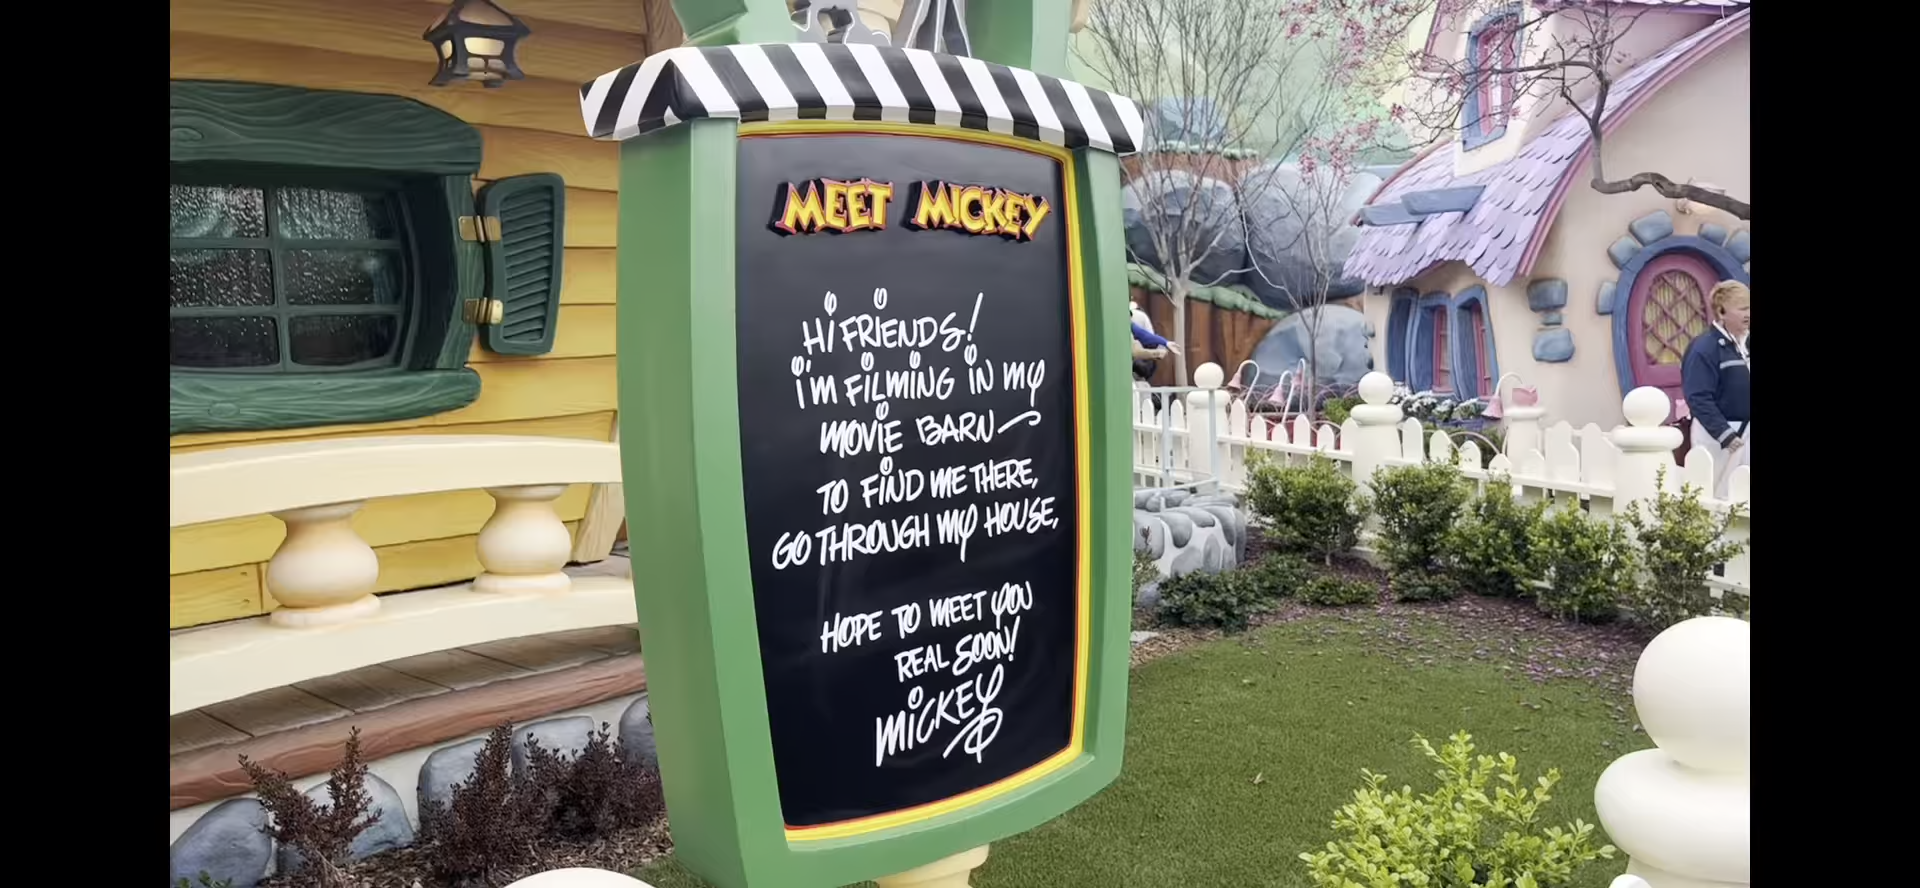 MEET MICKEY
Hi FRiENDS!
i'M FiLMiNG iN MY
MOViE BARN—
TO FiND ME THERE,
GO THROUGH MY HOUSE,
HOPE TO MEET YOU
REAL SOON!
MiCKEY